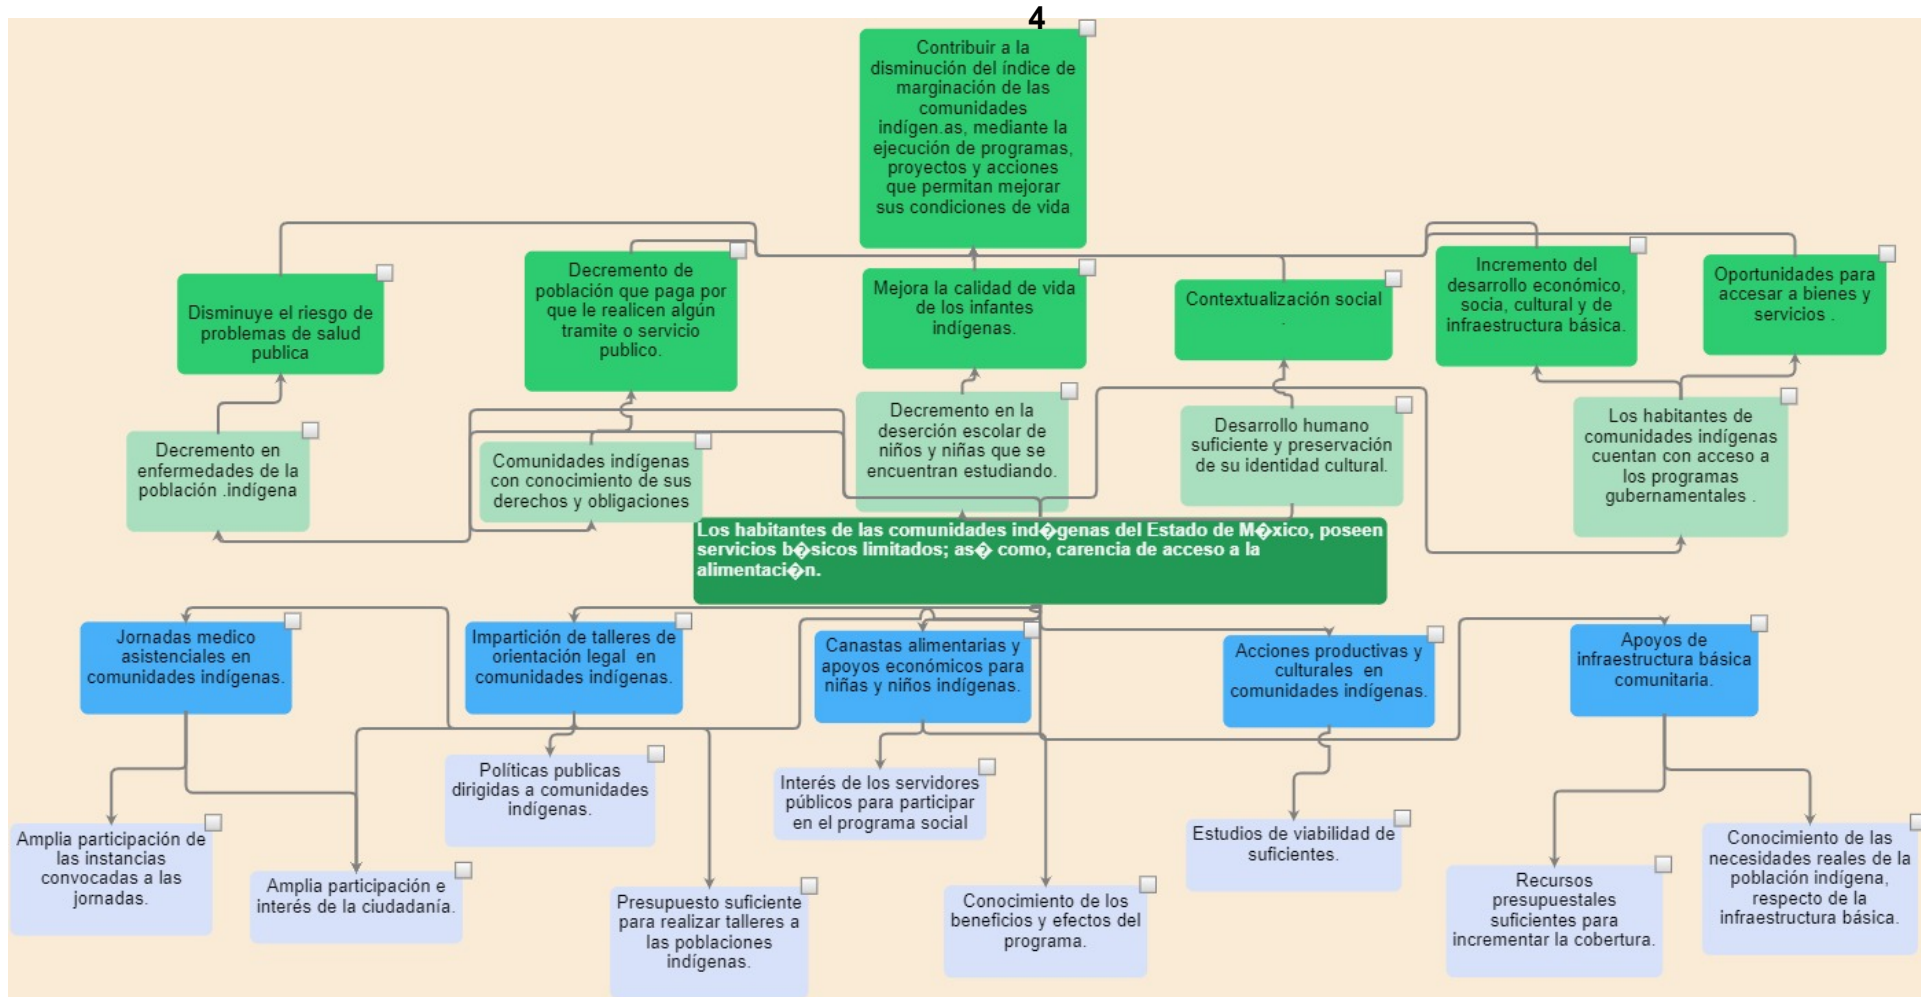 4
Contribuir a la
disminución del índice de
marginación de las
comunidades
indígen.as, mediante la
ejecución de programas,
proyectos y acciones
que permitan mejorar
sus condiciones de vida
Disminuye el riesgo de
problemas de salud
publica
Decremento de
población que paga por
que le realicen algún
tramite o servicio
publico.
Mejora la calidad de vida
de los infantes
indígenas.
Contextualización social
.
Incremento del
desarrollo económico,
socia, cultural y de
infraestructura básica.
Oportunidades para
accesar a bienes y
servicios .
Decremento en
enfermedades de la
población .indígena
Comunidades indígenas
con conocimiento de sus
derechos y obligaciones
Decremento en la
deserción escolar de
niños y niñas que se
encuentran estudiando.
Desarrollo humano
suficiente y preservación
de su identidad cultural.
Los habitantes de
comunidades indígenas
cuentan con acceso a
los programas
gubernamentales .
Los habitantes de las comunidades ind�genas del Estado de M�xico, poseen
servicios b�sicos limitados; as� como, carencia de acceso a la
alimentaci�n.
Jornadas medico
asistenciales en
comunidades indígenas.
Impartición de talleres de
orientación legal en
comunidades indígenas.
Canastas alimentarias y
apoyos económicos para
niñas y niños indígenas.
Acciones productivas y
culturales en
comunidades indígenas.
Apoyos de
infraestructura básica
comunitaria.
Amplia participación de
las instancias
convocadas a las
jornadas.
Amplia participación e
interés de la ciudadanía.
Políticas publicas
dirigidas a comunidades
indígenas.
Presupuesto suficiente
para realizar talleres a
las poblaciones
indígenas.
Interés de los servidores
públicos para participar
en el programa social
Conocimiento de los
beneficios y efectos del
programa.
Estudios de viabilidad de
suficientes.
Recursos
presupuestales
suficientes para
incrementar la cobertura.
Conocimiento de las
necesidades reales de la
población indígena,
respecto de la
infraestructura básica.